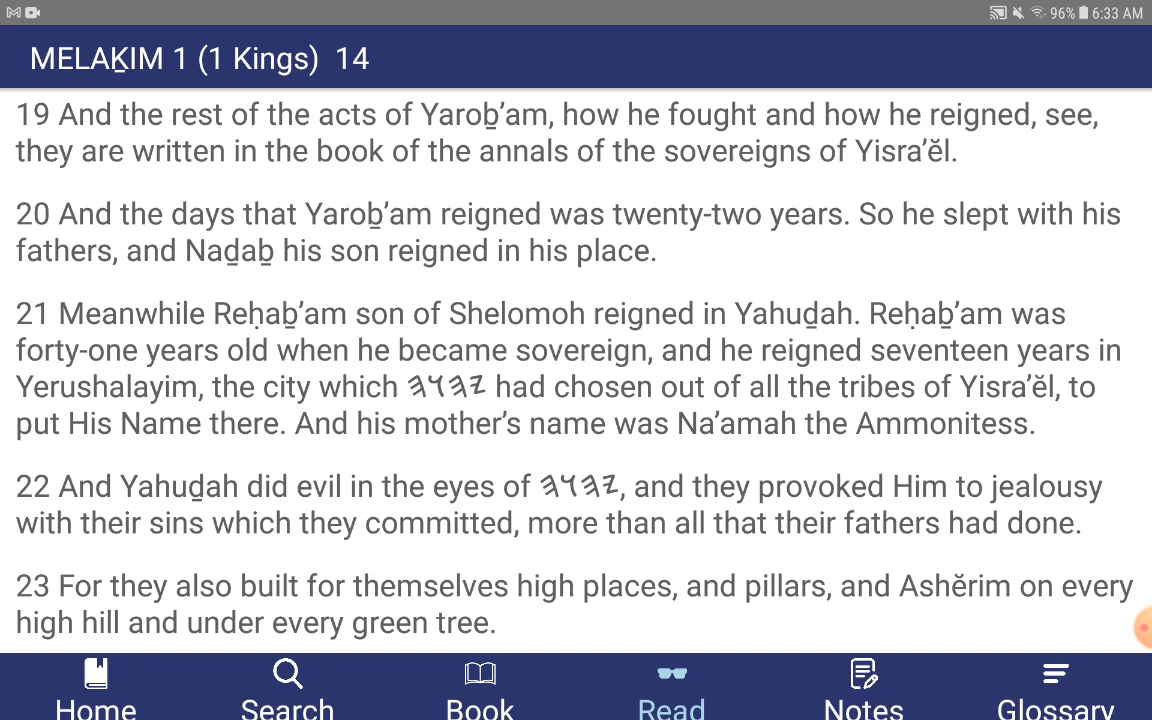 96% 6:33 AM
MELAḴIM 1 (1 Kings) 14
19 And the rest of the acts of Yaroḇ’am, how he fought and how he reigned, see,
they are written in the book of the annals of the sovereigns of Yisra’ĕl.
20 And the days that Yaroḇ’am reigned was twenty-two years. So he slept with his
fathers, and Naḏaḇ his son reigned in his place.
21 Meanwhile Reḥaḇ’am son of Shelomoh reigned in Yahuḏah. Reḥaḇ’am was
forty-one years old when he became sovereign, and he reigned seventeen years in
Yerushalayim, the city which 𐤉𐤄𐤅𐤄 had chosen out of all the tribes of Yisra’ĕl, to
put His Name there. And his mother’s name was Na’amah the Ammonitess.
22 And Yahuḏah did evil in the eyes of 𐤉𐤄𐤅𐤄, and they provoked Him to jealousy
with their sins which they committed, more than all that their fathers had done.
23 For they also built for themselves high places, and pillars, and Ashĕrim on every
high hill and under every green tree.
Home Search Book Read Notes Glossary